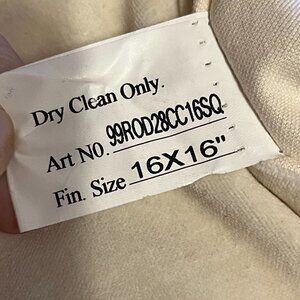 Dry Clean Only.
Art No. 99ROD28CC16SQ
Fin. Size 16X16"